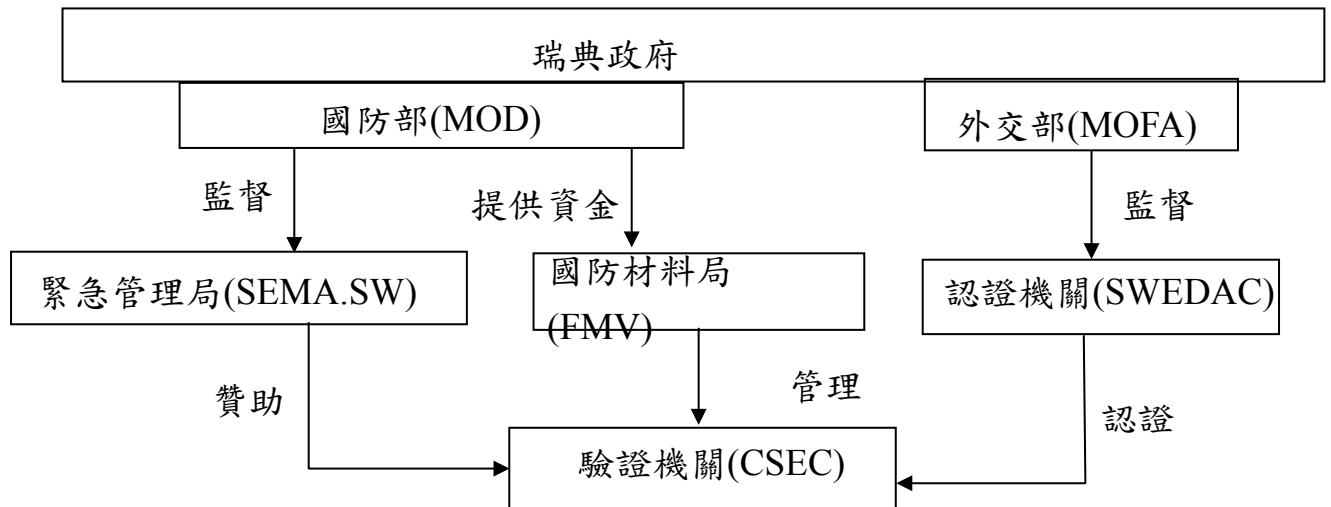 瑞典政府
國防部(MOD)
外交部(MOFA)
監督
提供資金
監督
緊急管理局(SEMA.SW)
國防材料局
(FMV)
認證機關(SWEDAC)
贊助
管理
認證
驗證機關(CSEC)